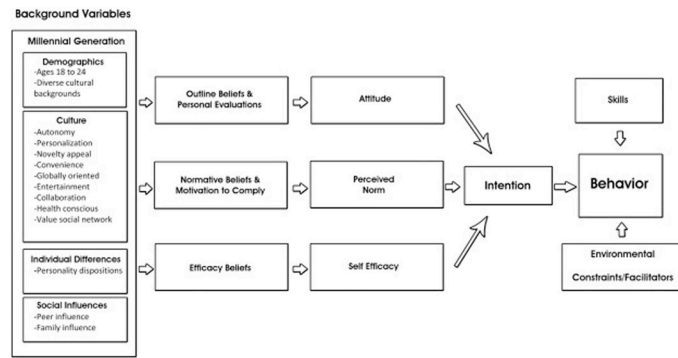 Background Variables
Millennial Generation
Demographics
-Ages 18 to 24
-Diverse cultural
backgrounds
Culture
-Autonomy
-Personalization
-Novelty appeal
-Convenience
-Globally oriented
-Entertainment
-Collaboration
-Health conscious
-Value social network
Individual Differences
-Personality dispositions
Social Influences
-Peer influence
-Family influence
Outline Beliefs &
Personal Evaluations
Attitude
Normative Beliefs &
Motivation to Comply
Perceived
Norm
Efficacy Beliefs
Self Efficacy
Intention
Skills
Behavior
Environmental
Constraints/Facilitators